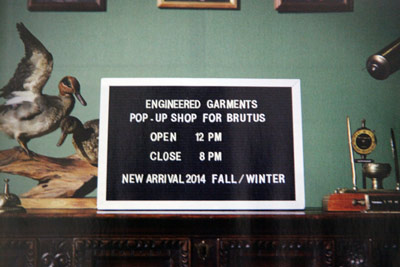 ENGINEERED GARMENTS
POP-UP SHOP FOR BRUTUS
OPEN 12 PM
CLOSE 8 PM
NEW ARRIVAL 2014 FALL/WINTER